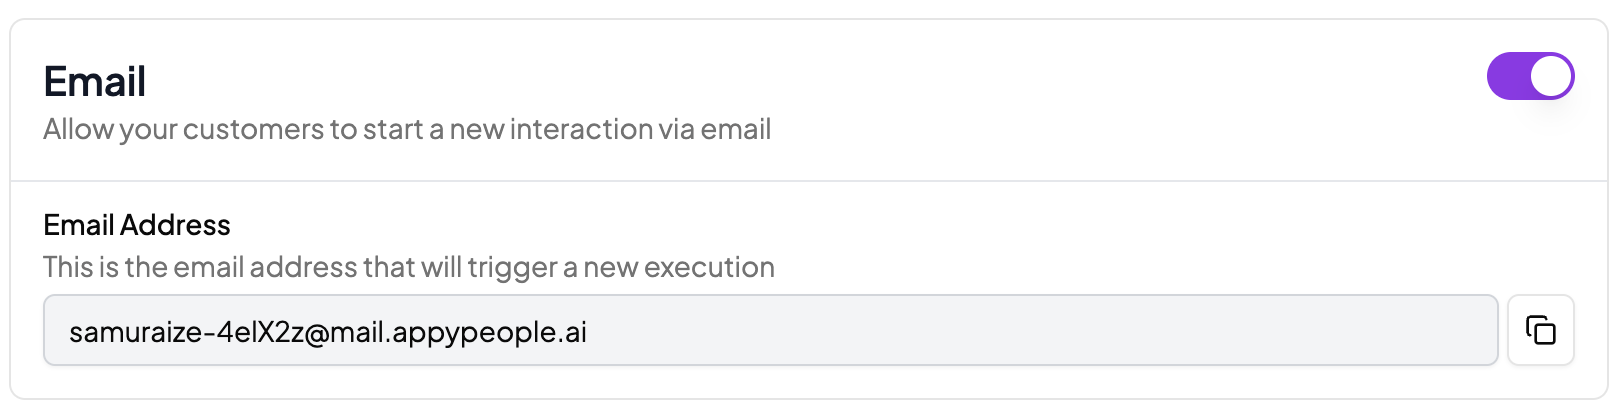 Email
Allow your customers to start a new interaction via email
Email Address
This is the email address that will trigger a new execution
samuraize-4elX2z@mail.appypeople.ai